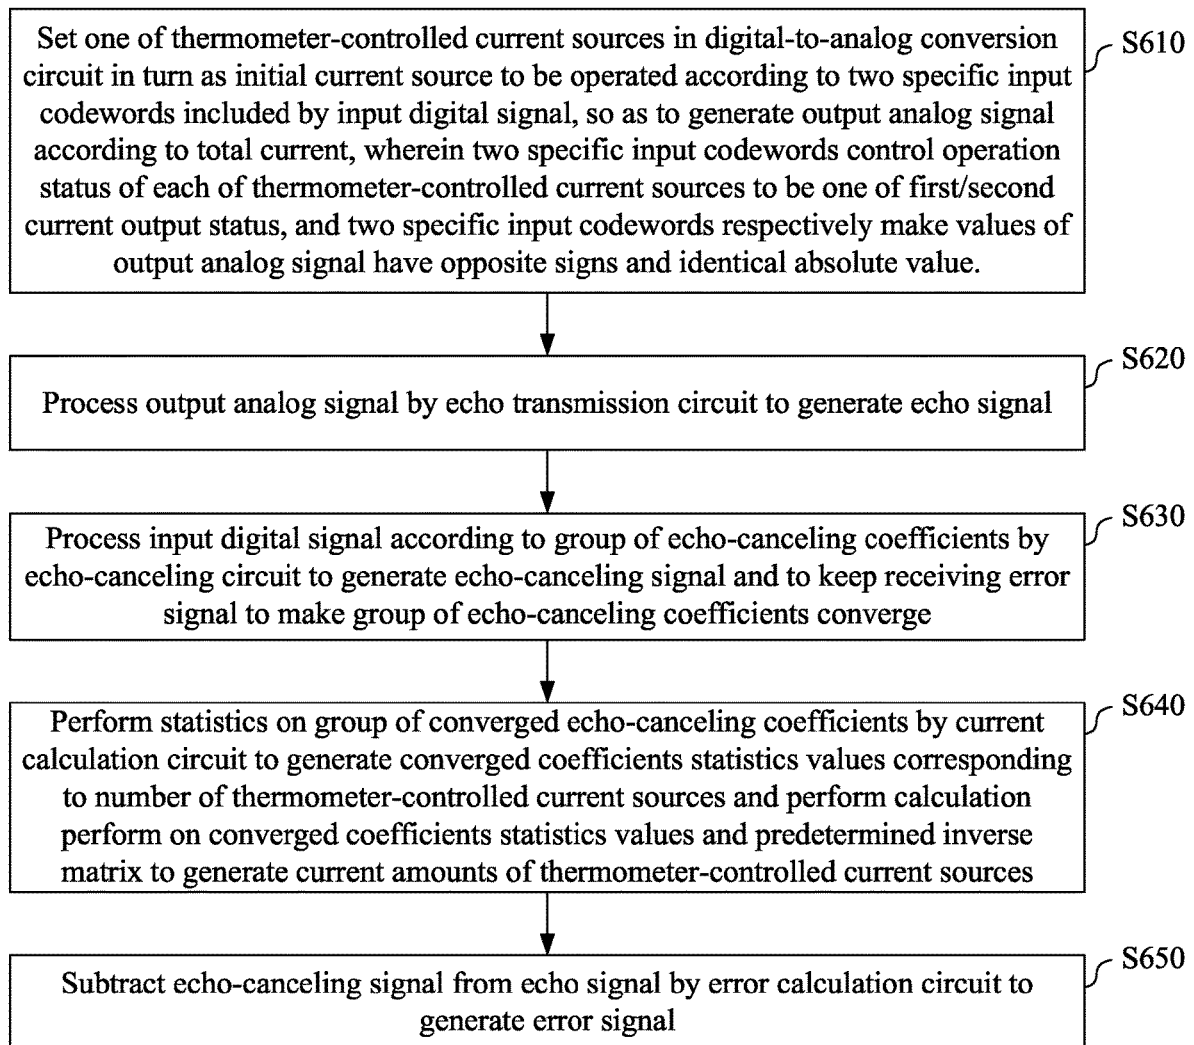 Set one of thermometer-controlled current sources in digital-to-analog conversion
circuit in turn as initial current source to be operated according to two specific input
codewords included by input digital signal, so as to generate output analog signal
according to total current, wherein two specific input codewords control operation
status of each of thermometer-controlled current sources to be one of first/second
current output status, and two specific input codewords respectively make values of
output analog signal have opposite signs and identical absolute value.
S610
Process output analog signal by echo transmission circuit to generate echo signal
S620
Process input digital signal according to group of echo-canceling coefficients by
echo-canceling circuit to generate echo-canceling signal and to keep receiving error
signal to make group of echo-canceling coefficients converge
S630
Perform statistics on group of converged echo-canceling coefficients by current
calculation circuit to generate converged coefficients statistics values corresponding
to number of thermometer-controlled current sources and perform calculation
perform on converged coefficients statistics values and predetermined inverse
matrix to generate current amounts of thermometer-controlled current sources
S640
Subtract echo-canceling signal from echo signal by error calculation circuit to
generate error signal
S650